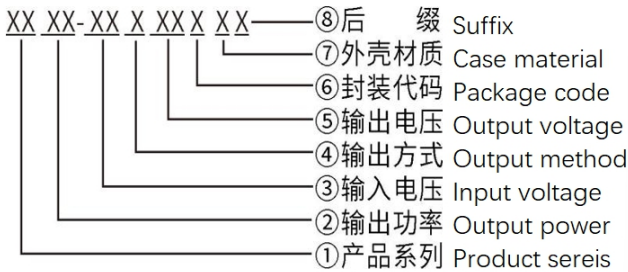 XX XX-XX X XX X X X ⑧后 缀 Suffix
⑦外壳材质 Case material
⑥封装代码 Package code
⑤输出电压 Output voltage
④输出方式 Output method
③输入电压 Input voltage
②输出功率 Output power
①产品系列 Product sereis